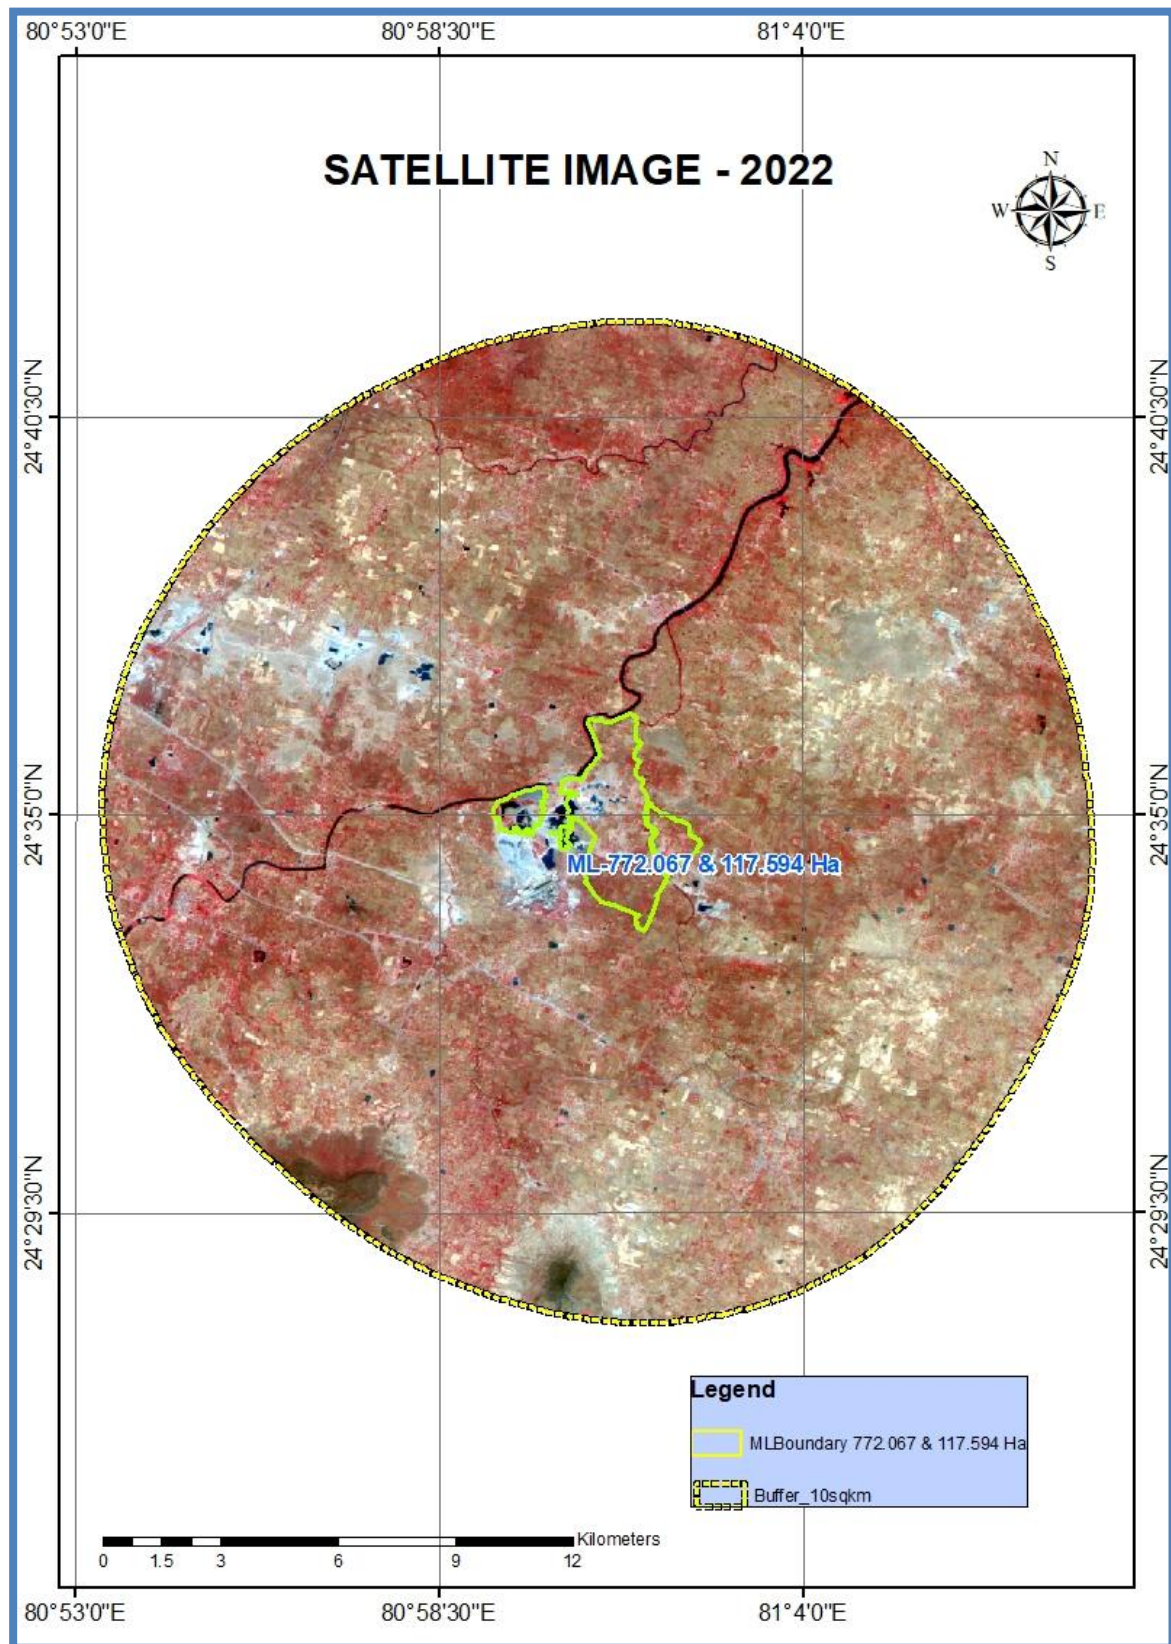 80°53'0"E
80°58'30"E
81°4'0"E
SATELLITE IMAGE - 2022
N
W
E
S
24°40'30"N
24°40'30"N
24°35'0"N
24°35'0"N
ML-772.067 & 117.594 Ha
24°29'30"N
24°29'30"N
Legend
MLBoundary 772.067 & 117.594 Ha
Buffer_10sqkm
Kilometers
0 1.5 3 6 9 12
80°53'0"E
80°58'30"E
81°4'0"E